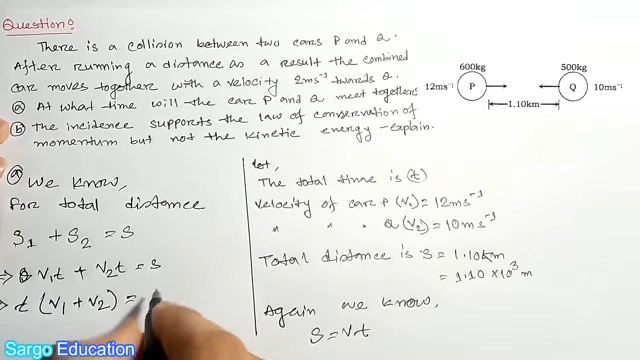 Question:
There is a collision between two cars P and Q.
After running a distance as a result the combined
car moves together with a velocity 2ms⁻¹ towards Q.
(a) At what time will the car P and Q meet together?
(b) The incidence supports the law of conservation of
momentum but not the kinetic energy - explain.
600kg
500kg
12ms⁻¹
P
Q
10ms⁻¹
1.10km
(a) We know,
For total distance
S₁ + S₂ = S
⇒ V₁t + V₂t = S
⇒ t (V₁ + V₂) =
let,
The total time is (t)
velocity of car P (V₁) = 12ms⁻¹
" " " Q (V₂) = 10ms⁻¹
Total distance is S = 1.10km
= 1.10 × 10³ m
Again we know,
S = Vt
Sargo Education